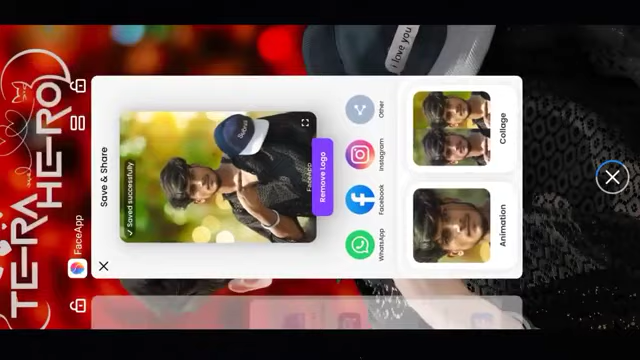 I love you
TE-RA
HE-RO
FaceApp
Save & Share
✓ Saved successfully
FaceApp
Remove Logo
Other
Instagram
Facebook
WhatsApp
Collage
Animation